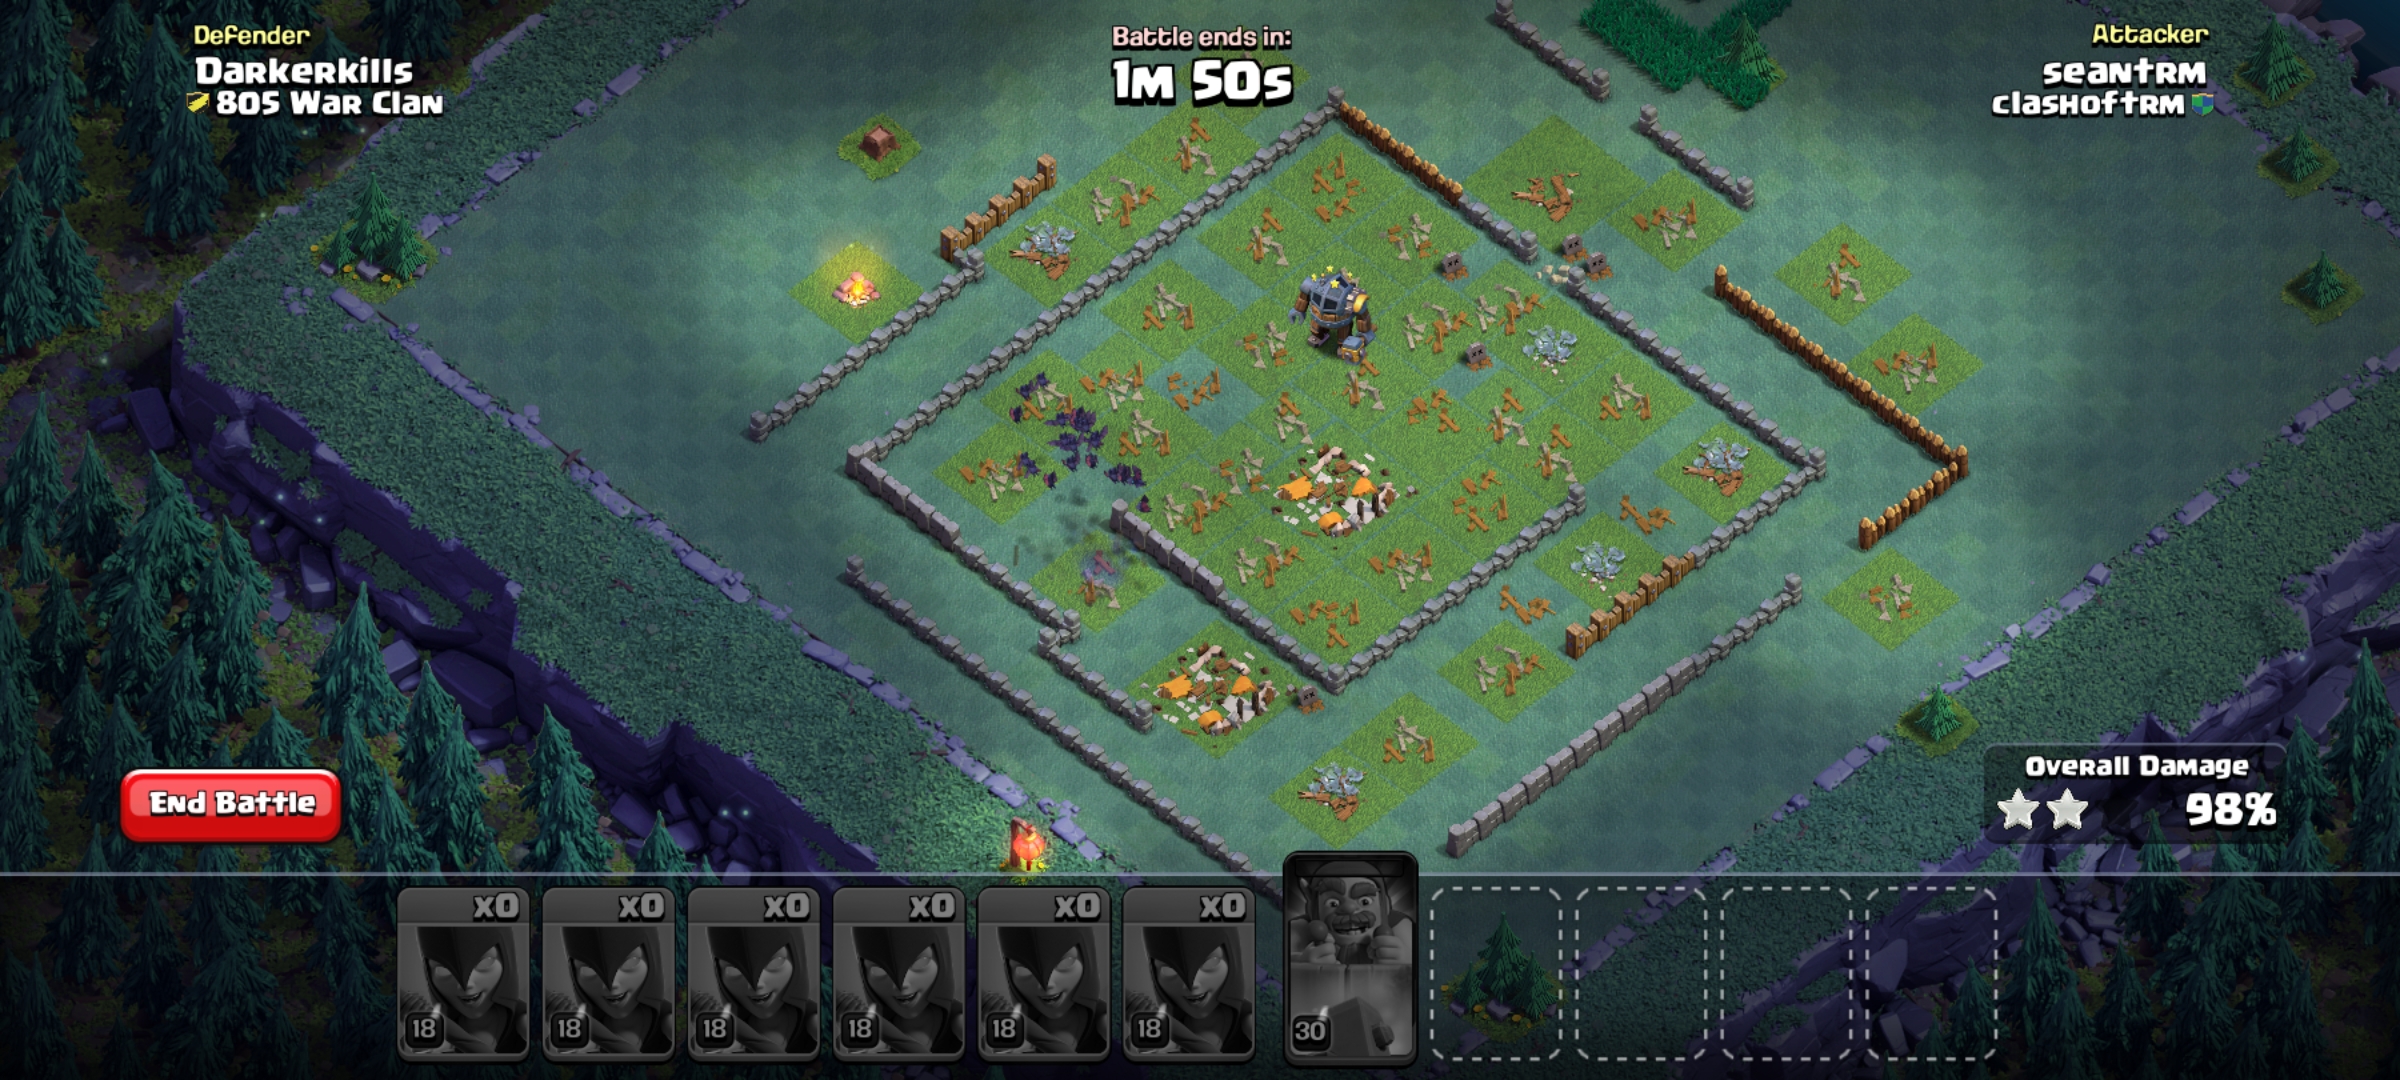 Defender
Darkerkills
805 War Clan
Battle ends in:
1m 50s
Attacker
seantrm
clashoftrm
End Battle
Overall Damage
98%
x0
x0
x0
x0
x0
x0
18
18
18
18
18
18
30